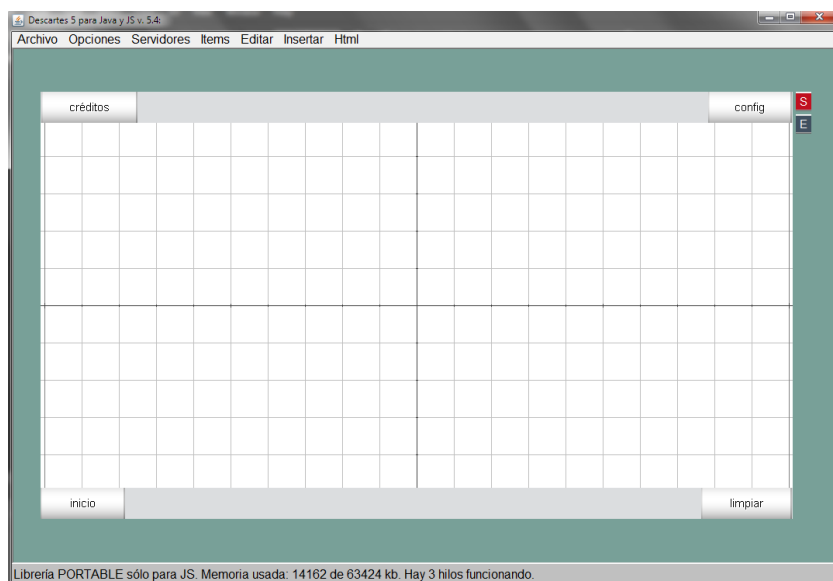 Descartes 5 para Java y JS v. 5.4:
Archivo Opciones Servidores Items Editar Insertar Html
créditos config S
E
inicio limpiar
Librería PORTABLE sólo para JS. Memoria usada: 14162 de 63424 kb. Hay 3 hilos funcionando.